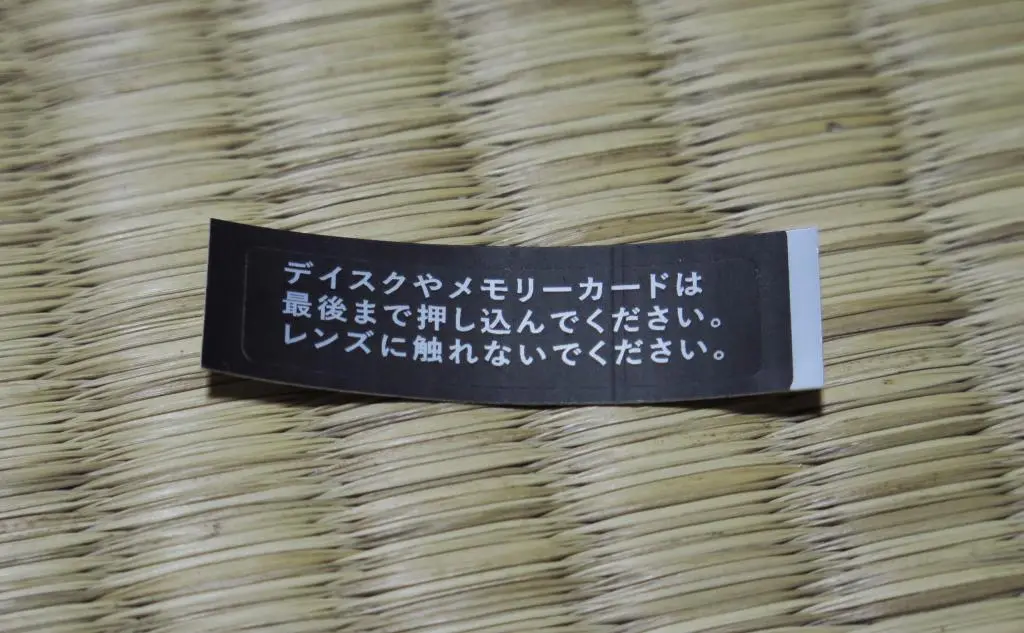 ディスクやメモリーカードは
最後まで押し込んでください。
レンズに触れないでください。